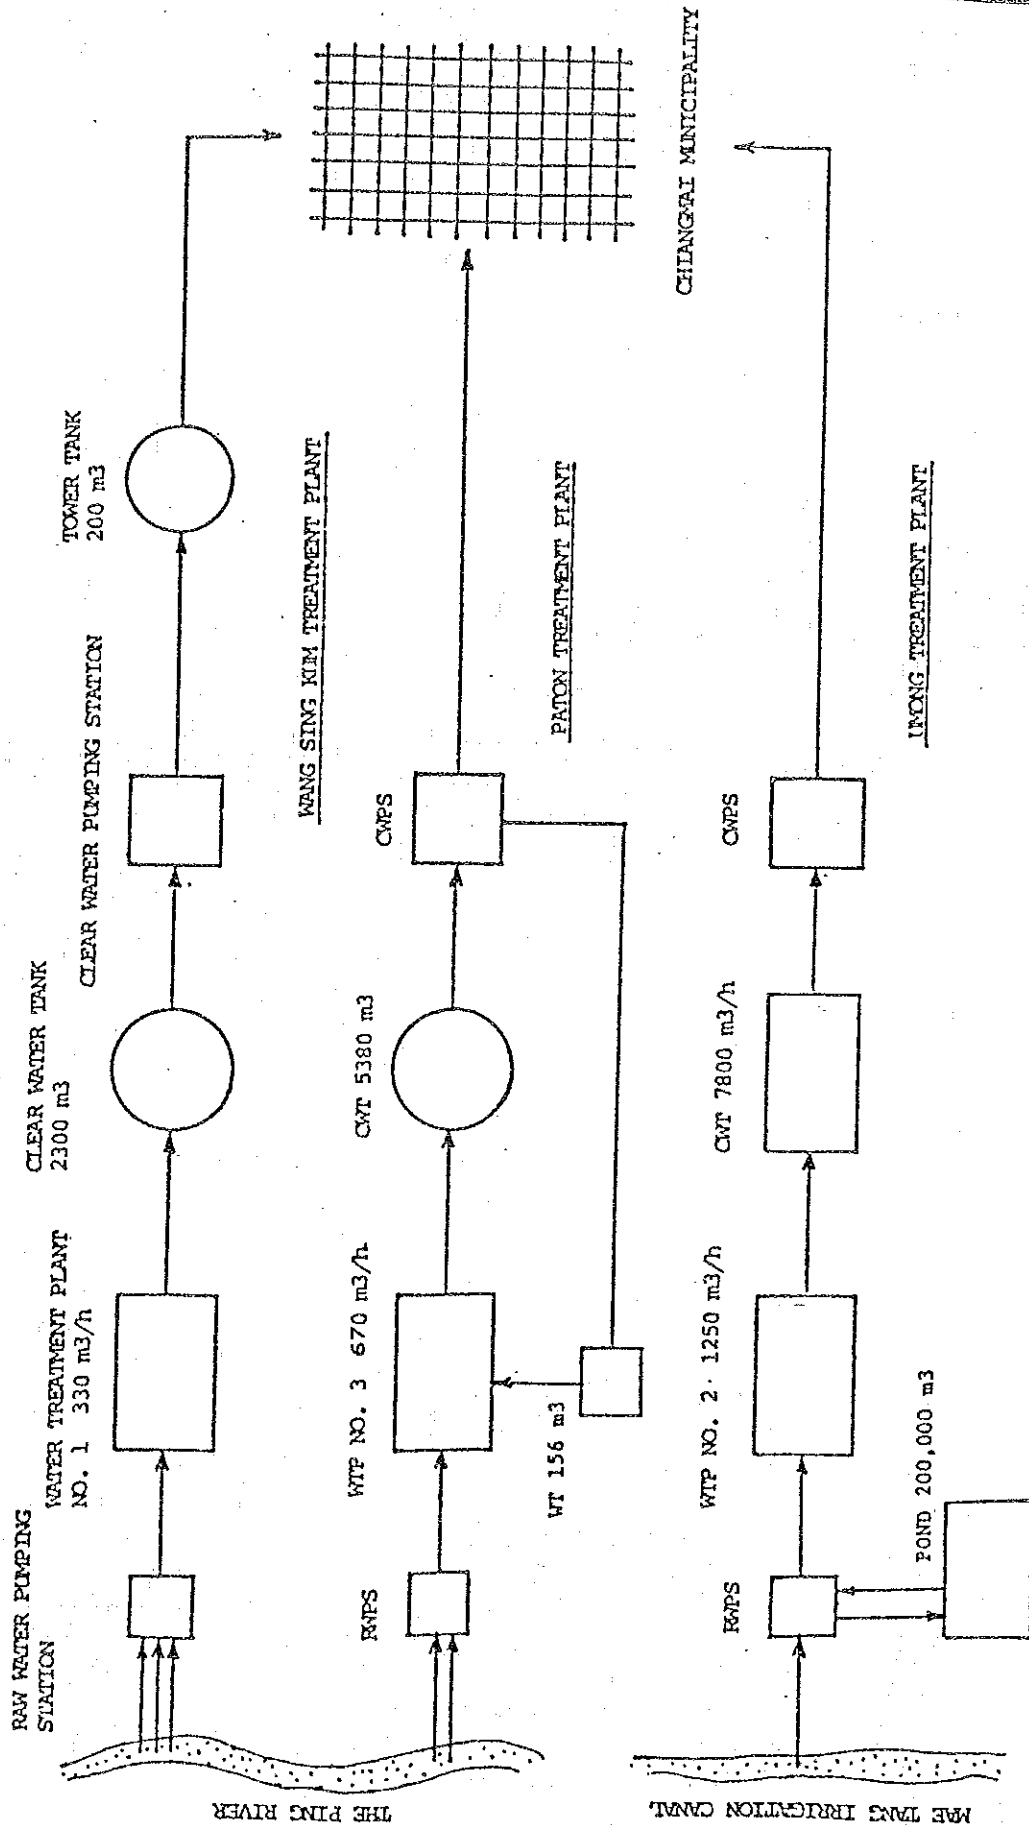 RAW WATER PUMPING
STATION
WATER TREATMENT PLANT
NO. 1 330 m3/h
CLEAR WATER TANK
2300 m3
CLEAR WATER PUMPING STATION
TOWER TANK
200 m3
WANG SING KUM TREATMENT PLANT
THE PING RIVER
RWPS
WTP NO. 3 670 m3/h
CWT 5380 m3
CWPS
WT 156 m3
PATON TREATMENT PLANT
CHIANGMAI MUNICIPALITY
MAE TANG IRRIGATION CANAL
RWPS
WTP NO. 2 · 1250 m3/h
CWT 7800 m3/h
CWPS
POND 200,000 m3
UMONG TREATMENT PLANT